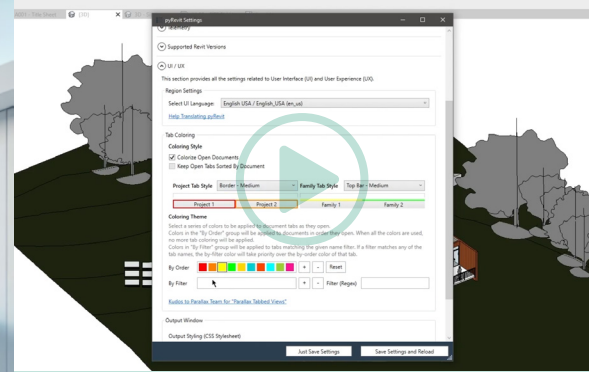 {3D}
pyRevit Settings
Telemetry
Supported Revit Versions
UI / UX
This section provides all the settings related to User Interface (UI) and User Experience (UX).
Region Settings
Select UI Language: English USA / English_USA (en_us)
Help Translating pyRevit
Tab Coloring
Coloring Style
Colorize Open Documents
Keep Open Tabs Sorted By Document
Project Tab Style Border - Medium Family Tab Style Top Bar - Medium
Project 1 Project 2 Family 1 Family 2
Coloring Theme
Select a series of colors to be applied to document tabs as they open.
Colors in the "By Order" group will be applied to documents in order they open. When all the colors are used,
no more tab coloring will be applied.
Colors in "By Filter" group will be applied to tabs matching the given name filter. If a filter matches any of the
tab names, the by-filter color will take priority over the by-order color of that tab.
By Order + - Reset
By Filter + - Filter (Regex)
Kudos to Parallax Team for "Parallax Tabbed Views"
Output Window
Output Styling (CSS Stylesheet)
Just Save Settings Save Settings and Reload